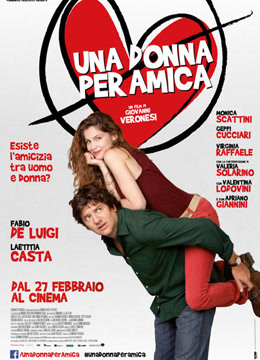 UNA DONNA
PER AMICA
UN FILM DI
GIOVANNI
VERONESI
MONICA
SCATTINI
GEPPI
CUCCIARI
VIRGINIA
RAFFAELE
CON LA PARTECIPAZIONE DI
VALERIA
SOLARINO
CON VALENTINA
LODOVINI
E CON ADRIANO
GIANNINI
Esiste
l'amicizia
tra uomo
e donna?
FABIO
DE LUIGI
LAETITIA
CASTA
DAL 27 FEBBRAIO
AL CINEMA
/UNADONNAPERAMICA
#UNADONNAPERAMICA